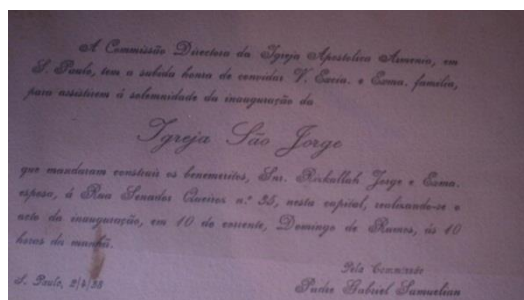 A Commissão Directora da Igreja Apostolica Armenia, em
S. Paulo, tem a subida honra de convidar V. Excia. e Exma. familia,
para assistirem á solemnidade da inauguração da
Igreja São Jorge
que mandaram construir os benemeritos, Snr. Rizkallah Jorge e Exma.
esposa, á Rua Senador Queiros n.º 35, nesta capital, realisando-se o
acto da inauguração, em 10 do corrente, Domingo de Ramos, ás 10
horas da manhã.
Pela Commissão
S. Paulo, 2/4/38
Padre Gabriel Samuelian